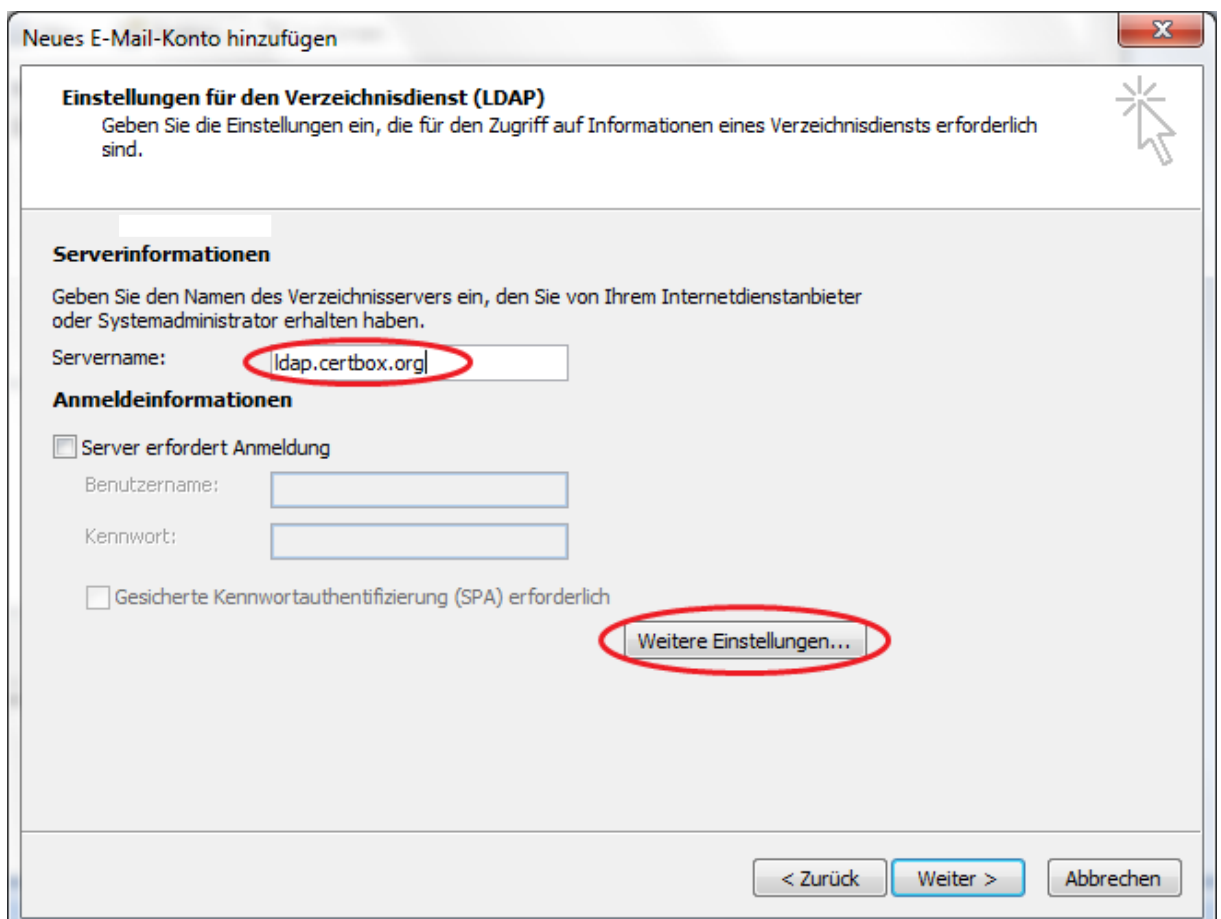 Neues E-Mail-Konto hinzufügen
Einstellungen für den Verzeichnisdienst (LDAP)
Geben Sie die Einstellungen ein, die für den Zugriff auf Informationen eines Verzeichnisdiensts erforderlich
sind.
Serverinformationen
Geben Sie den Namen des Verzeichnisservers ein, den Sie von Ihrem Internetdienstanbieter
oder Systemadministrator erhalten haben.
Servername: ldap.certbox.org
Anmeldeinformationen
Server erfordert Anmeldung
Benutzername:
Kennwort:
Gesicherte Kennwortauthentifizierung (SPA) erforderlich
Weitere Einstellungen...
< Zurück Weiter > Abbrechen